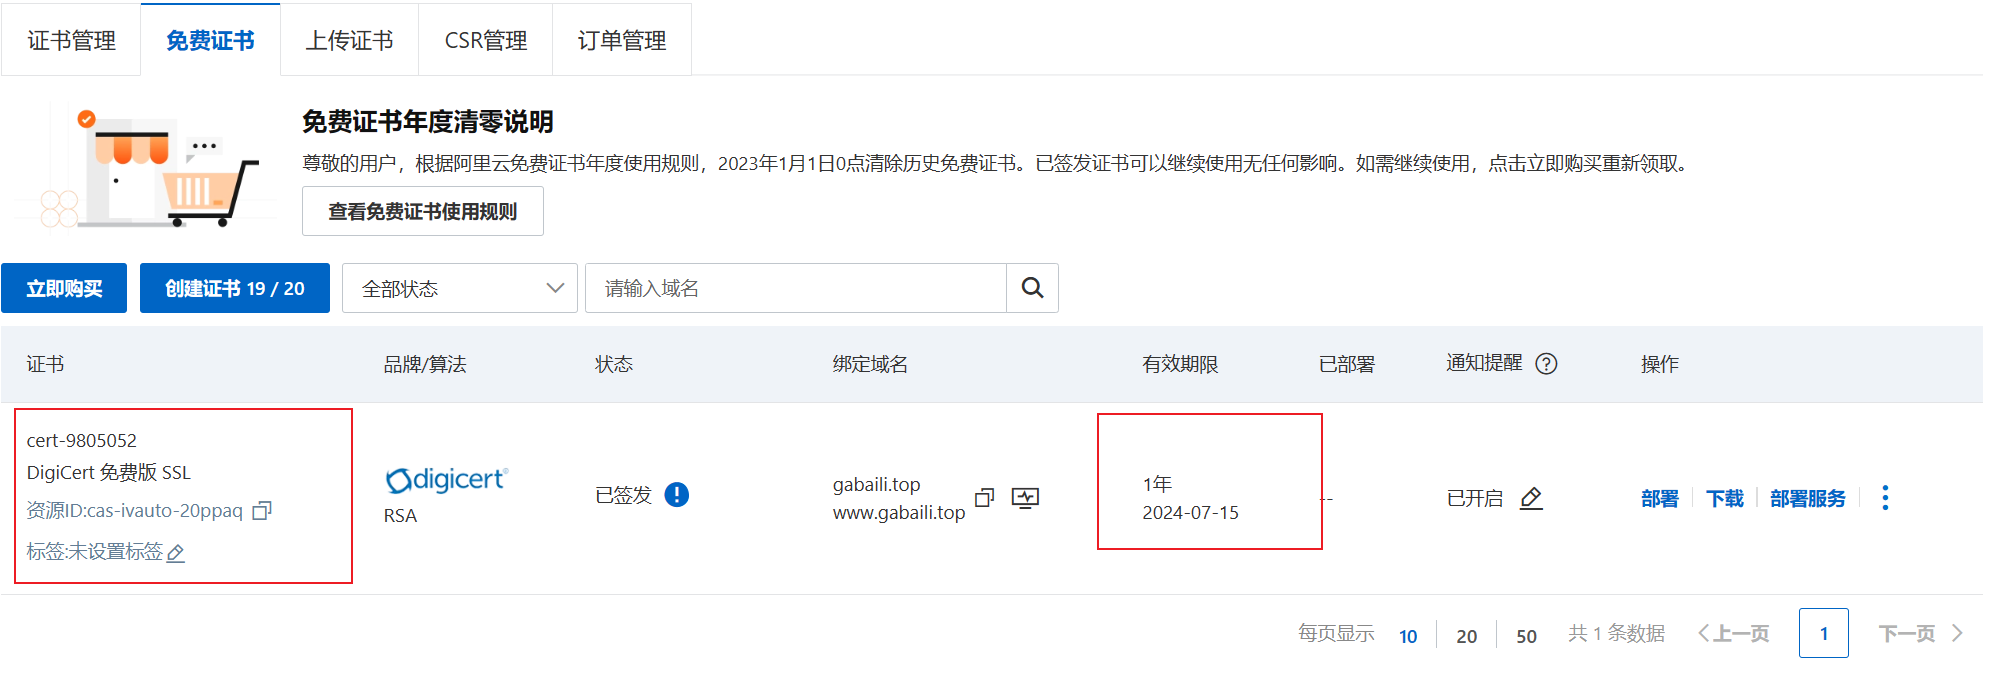 证书管理
免费证书
上传证书
CSR管理
订单管理
免费证书年度清零说明
尊敬的用户，根据阿里云免费证书年度使用规则，2023年1月1日0点清除历史免费证书。已签发证书可以继续使用无任何影响。如需继续使用，点击立即购买重新领取。
查看免费证书使用规则
立即购买
创建证书 19 / 20
全部状态
请输入域名
证书
品牌/算法
状态
绑定域名
有效期限
已部署
通知提醒
操作
cert-9805052
DigiCert 免费版 SSL
资源ID:cas-ivauto-20ppaq
标签:未设置标签
digicert®
RSA
已签发
gabaili.top
www.gabaili.top
1年
2024-07-15
--
已开启
部署
下载
部署服务
每页显示
10
20
50
共 1 条数据
上一页
1
下一页